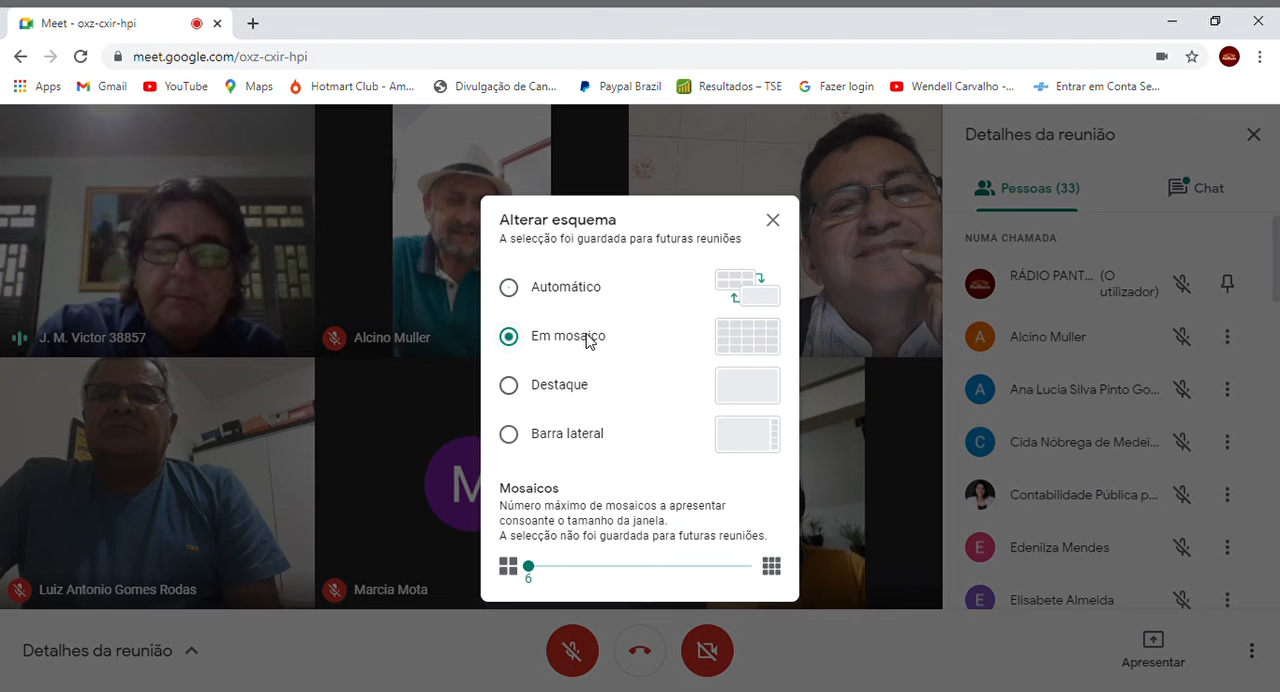 Meet - oxz-cxir-hpi
meet.google.com/oxz-cxir-hpi
Apps Gmail YouTube Maps Hotmart Club - Am... Divulgação de Can... Paypal Brazil Resultados – TSE Fazer login Wendell Carvalho -... Entrar em Conta Se...
Detalhes da reunião
Pessoas (33) Chat
NUMA CHAMADA
RÁDIO PANT... (O
utilizador)
Alcino Muller
Ana Lucia Silva Pinto Go...
Cida Nóbrega de Medei...
Contabilidade Pública p...
Edenilza Mendes
Elisabete Almeida
A
A
C
E
E
J. M. Victor 38857
Alcino Muller
Luiz Antonio Gomes Rodas
M
Marcia Mota
Alterar esquema
A selecção foi guardada para futuras reuniões
Automático
Em mosaico
Destaque
Barra lateral
Mosaicos
Número máximo de mosaicos a apresentar
consoante o tamanho da janela.
A selecção não foi guardada para futuras reuniões.
6
Detalhes da reunião
Apresentar